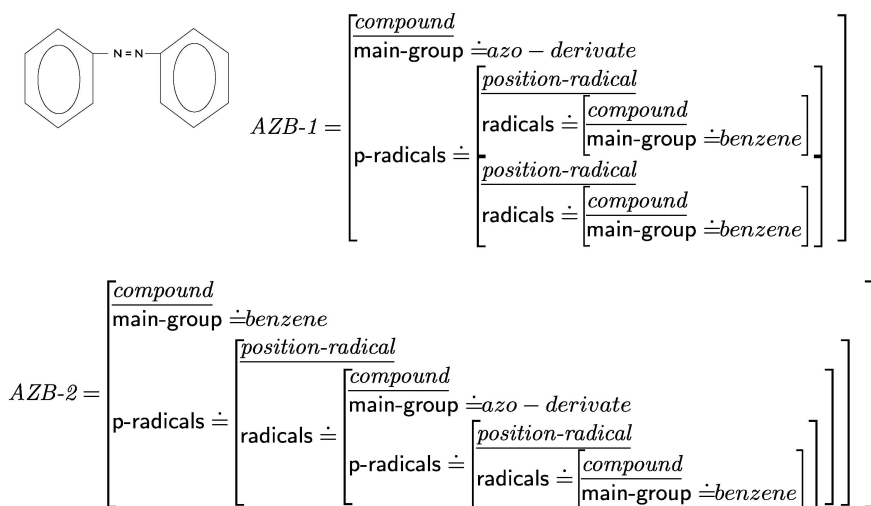 N = N
AZB-1 =
compound
main-group ≐azo − derivate
p-radicals ≐
position-radical
radicals ≐
compound
main-group ≐benzene
position-radical
radicals ≐
compound
main-group ≐benzene
AZB-2 =
compound
main-group ≐benzene
p-radicals ≐
position-radical
radicals ≐
compound
main-group ≐azo − derivate
p-radicals ≐
position-radical
radicals ≐
compound
main-group ≐benzene